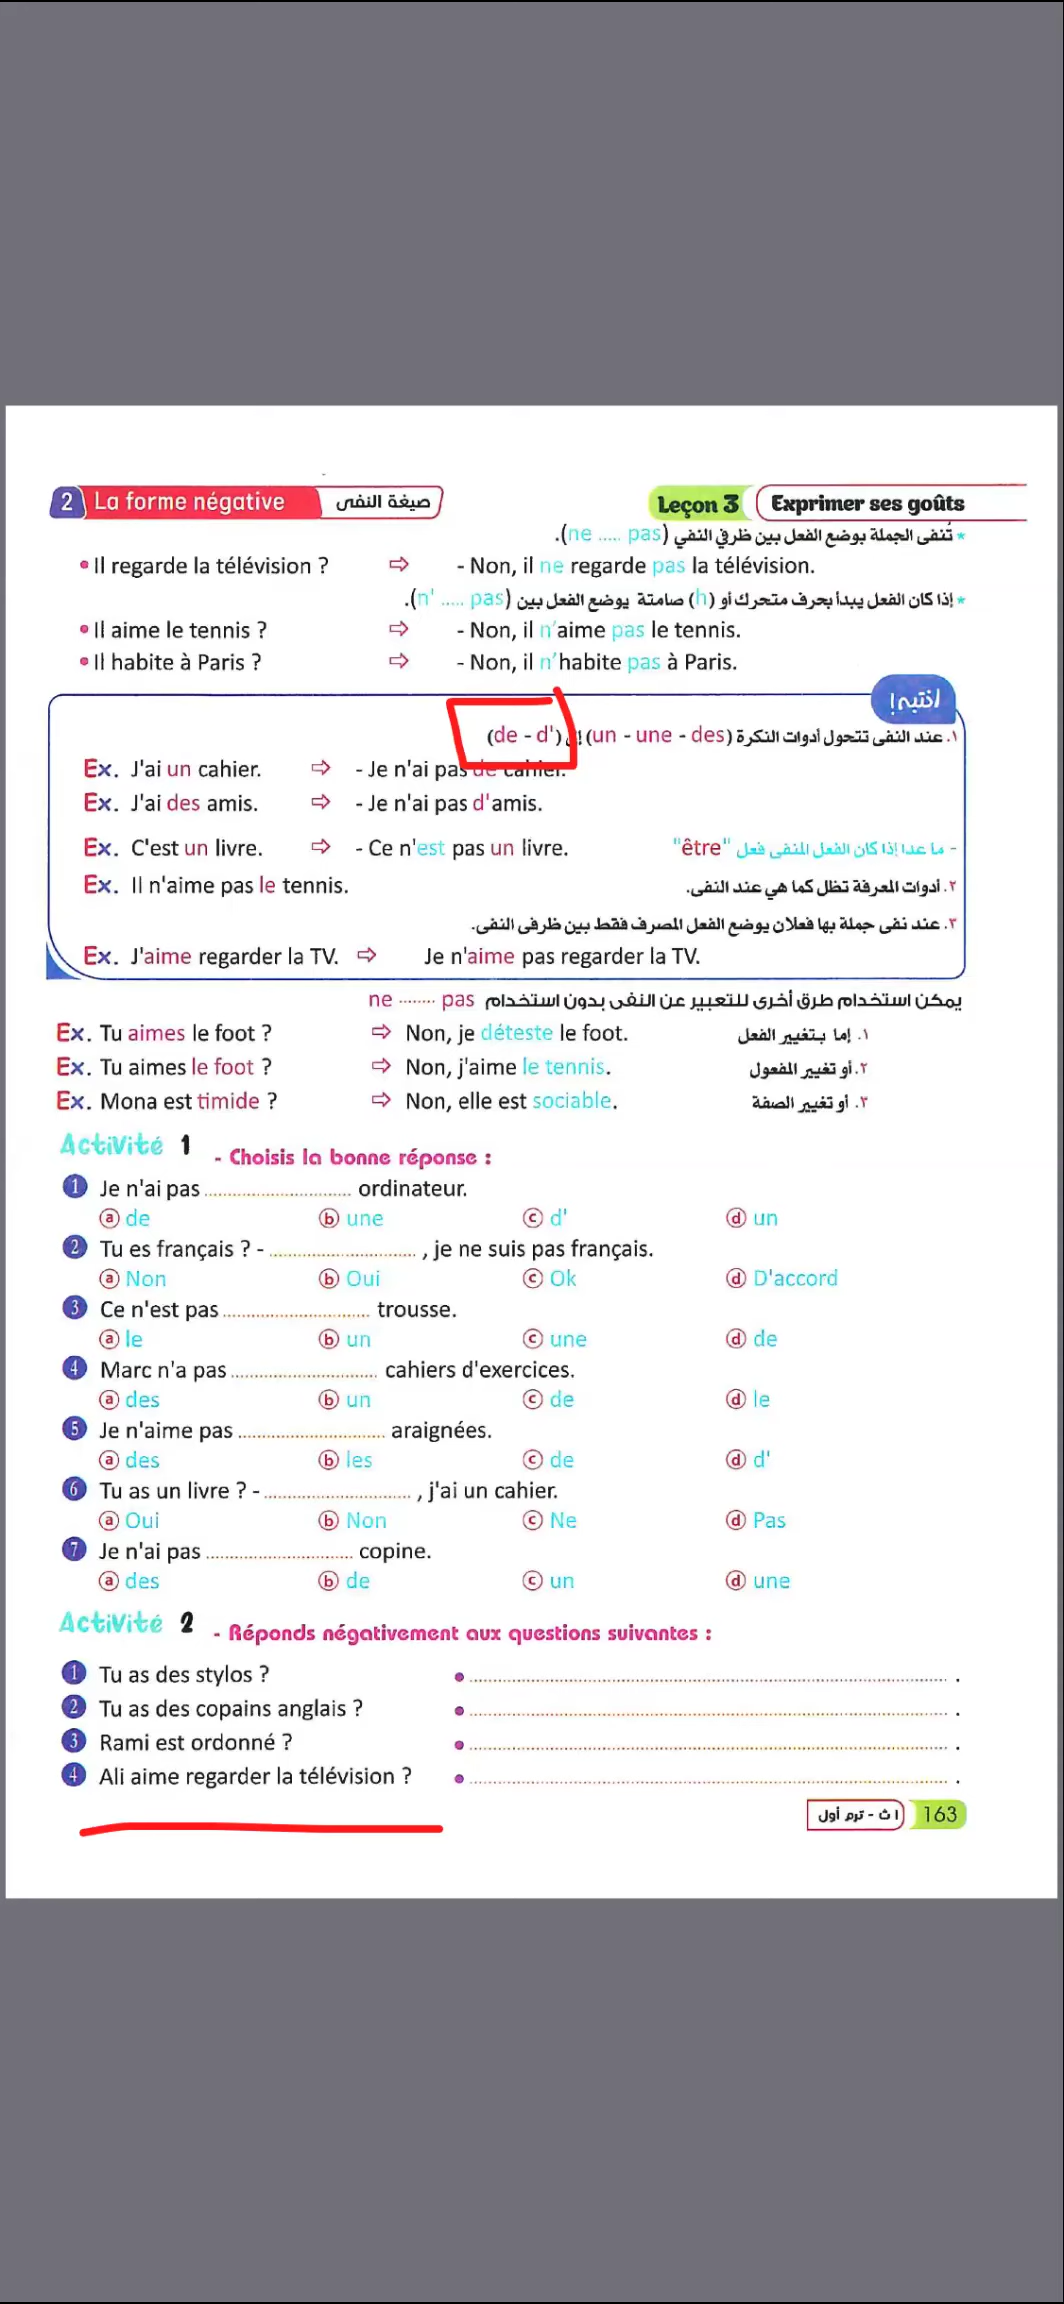 2 La forme négative صيغة النفى Leçon 3 Exprimer ses goûts
* تُنفى الجملة بوضع الفعل بين ظرفي النفي (ne ..... pas).
• Il regarde la télévision ? ⇨ - Non, il ne regarde pas la télévision.
* إذا كان الفعل يبدأ بحرف متحرك أو (h) صامتة يوضع الفعل بين (n' ..... pas).
• Il aime le tennis ? ⇨ - Non, il n'aime pas le tennis.
• Il habite à Paris ? ⇨ - Non, il n'habite pas à Paris.
انتبه!
١. عند النفى تتحول أدوات النكرة (un - une - des) إلى (de - d')
Ex. J'ai un cahier. ⇨ - Je n'ai pas de cahier.
Ex. J'ai des amis. ⇨ - Je n'ai pas d'amis.
Ex. C'est un livre. ⇨ - Ce n'est pas un livre. - ما عدا إذا كان الفعل المنفى فعل "être"
Ex. Il n'aime pas le tennis. ٢. أدوات المعرفة تظل كما هي عند النفى.
٣. عند نفى جملة بها فعلان يوضع الفعل المصرف فقط بين ظرفى النفى.
Ex. J'aime regarder la TV. ⇨ Je n'aime pas regarder la TV.
يمكن استخدام طرق أخرى للتعبير عن النفى بدون استخدام ne ........ pas
Ex. Tu aimes le foot ? ⇨ Non, je déteste le foot. ١. إما بتغيير الفعل
Ex. Tu aimes le foot ? ⇨ Non, j'aime le tennis. ٢. أو تغيير المفعول
Ex. Mona est timide ? ⇨ Non, elle est sociable. ٣. أو تغيير الصفة
Activité 1 - Choisis la bonne réponse :
1 Je n'ai pas .............................. ordinateur.
a de b une c d' d un
2 Tu es français ? - .............................. , je ne suis pas français.
a Non b Oui c Ok d D'accord
3 Ce n'est pas .............................. trousse.
a le b un c une d de
4 Marc n'a pas .............................. cahiers d'exercices.
a des b un c de d le
5 Je n'aime pas .............................. araignées.
a des b les c de d d'
6 Tu as un livre ? - .............................. , j'ai un cahier.
a Oui b Non c Ne d Pas
7 Je n'ai pas .............................. copine.
a des b de c un d une
Activité 2 - Réponds négativement aux questions suivantes :
1 Tu as des stylos ? • .............................. .
2 Tu as des copains anglais ? • .............................. .
3 Rami est ordonné ? • .............................. .
4 Ali aime regarder la télévision ? • .............................. .
١ ث - ترم أول 163